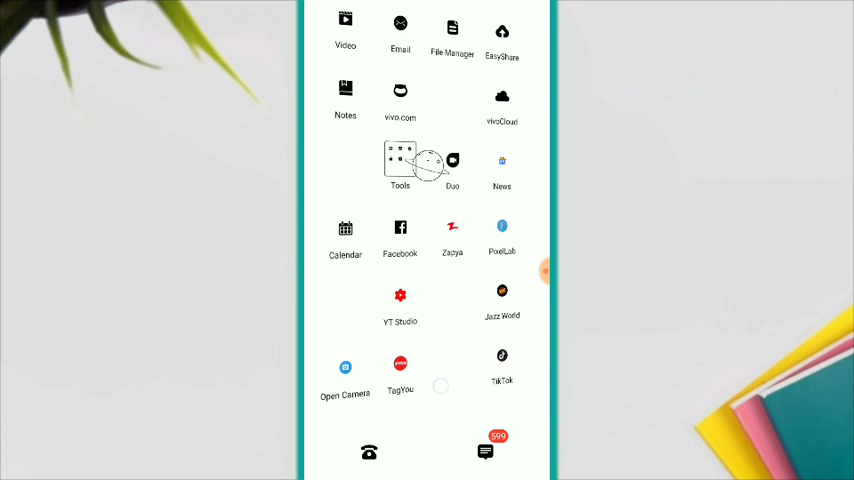 Video Email File Manager EasyShare
Notes vivo.com vivoCloud
Tools Duo News
Calendar Facebook Zapya PixelLab
YT Studio Jazz World
Open Camera TagYou TikTok
599